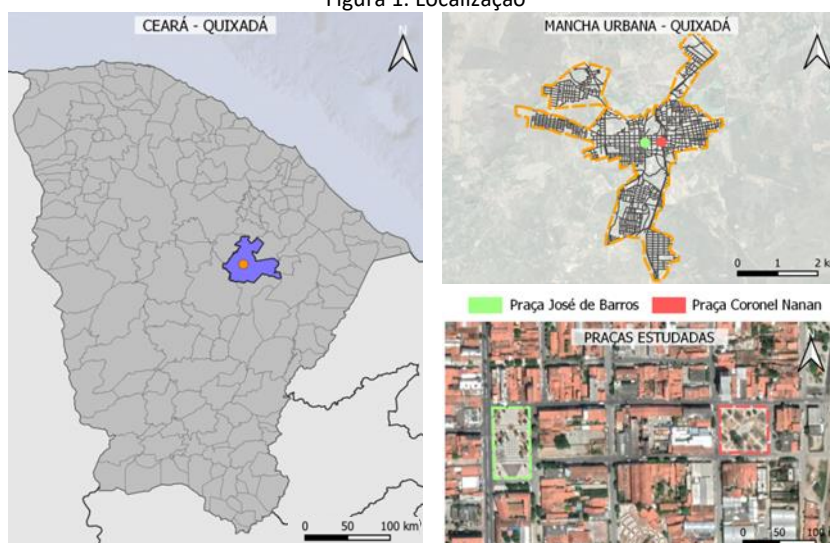 Figura 1: Localização
CEARÁ - QUIXADÁ
N
0 50 100 km
MANCHA URBANA - QUIXADÁ
0 1 2 k
Praça José de Barros
Praça Coronel Nanan
PRAÇAS ESTUDADAS
0 50 100